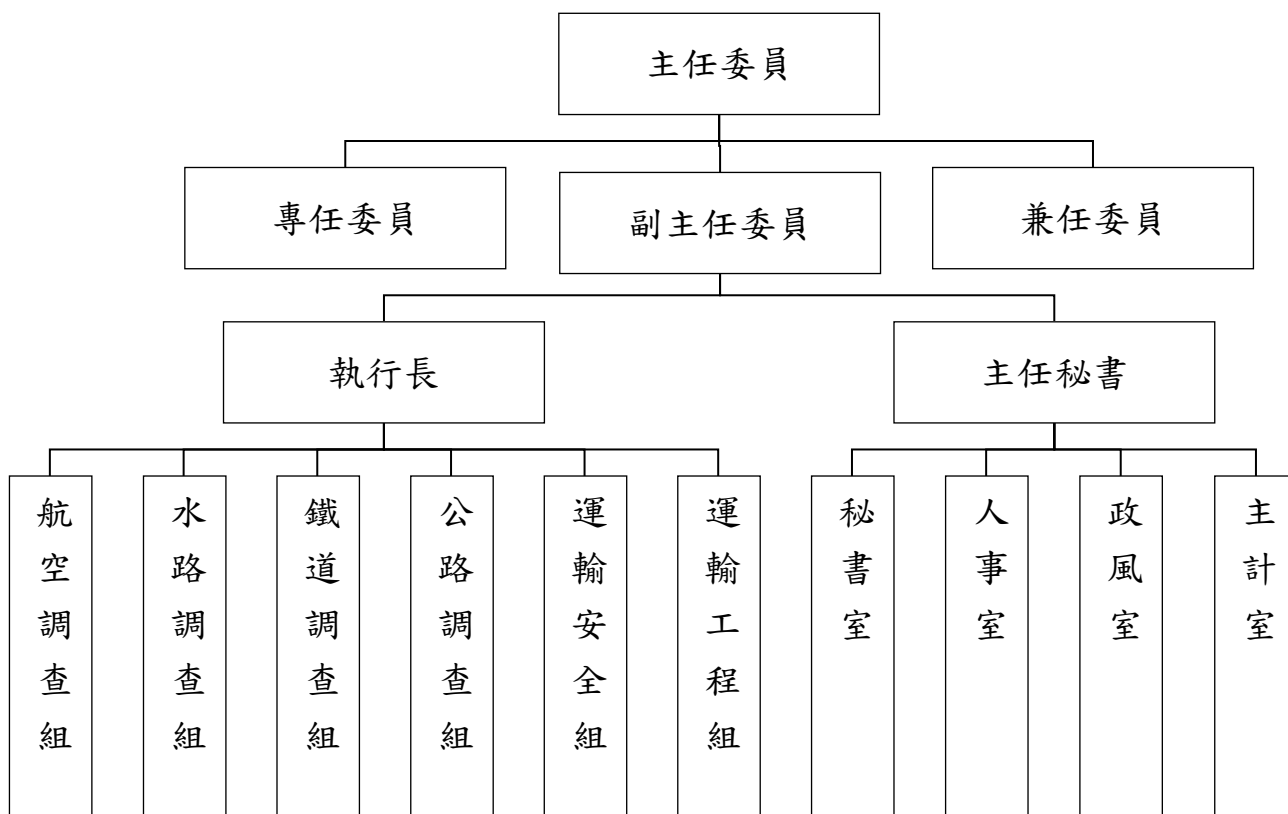 主任委員
專任委員
副主任委員
兼任委員
執行長
主任秘書
航空調查組
水路調查組
鐵道調查組
公路調查組
運輸安全組
運輸工程組
秘書室
人事室
政風室
主計室